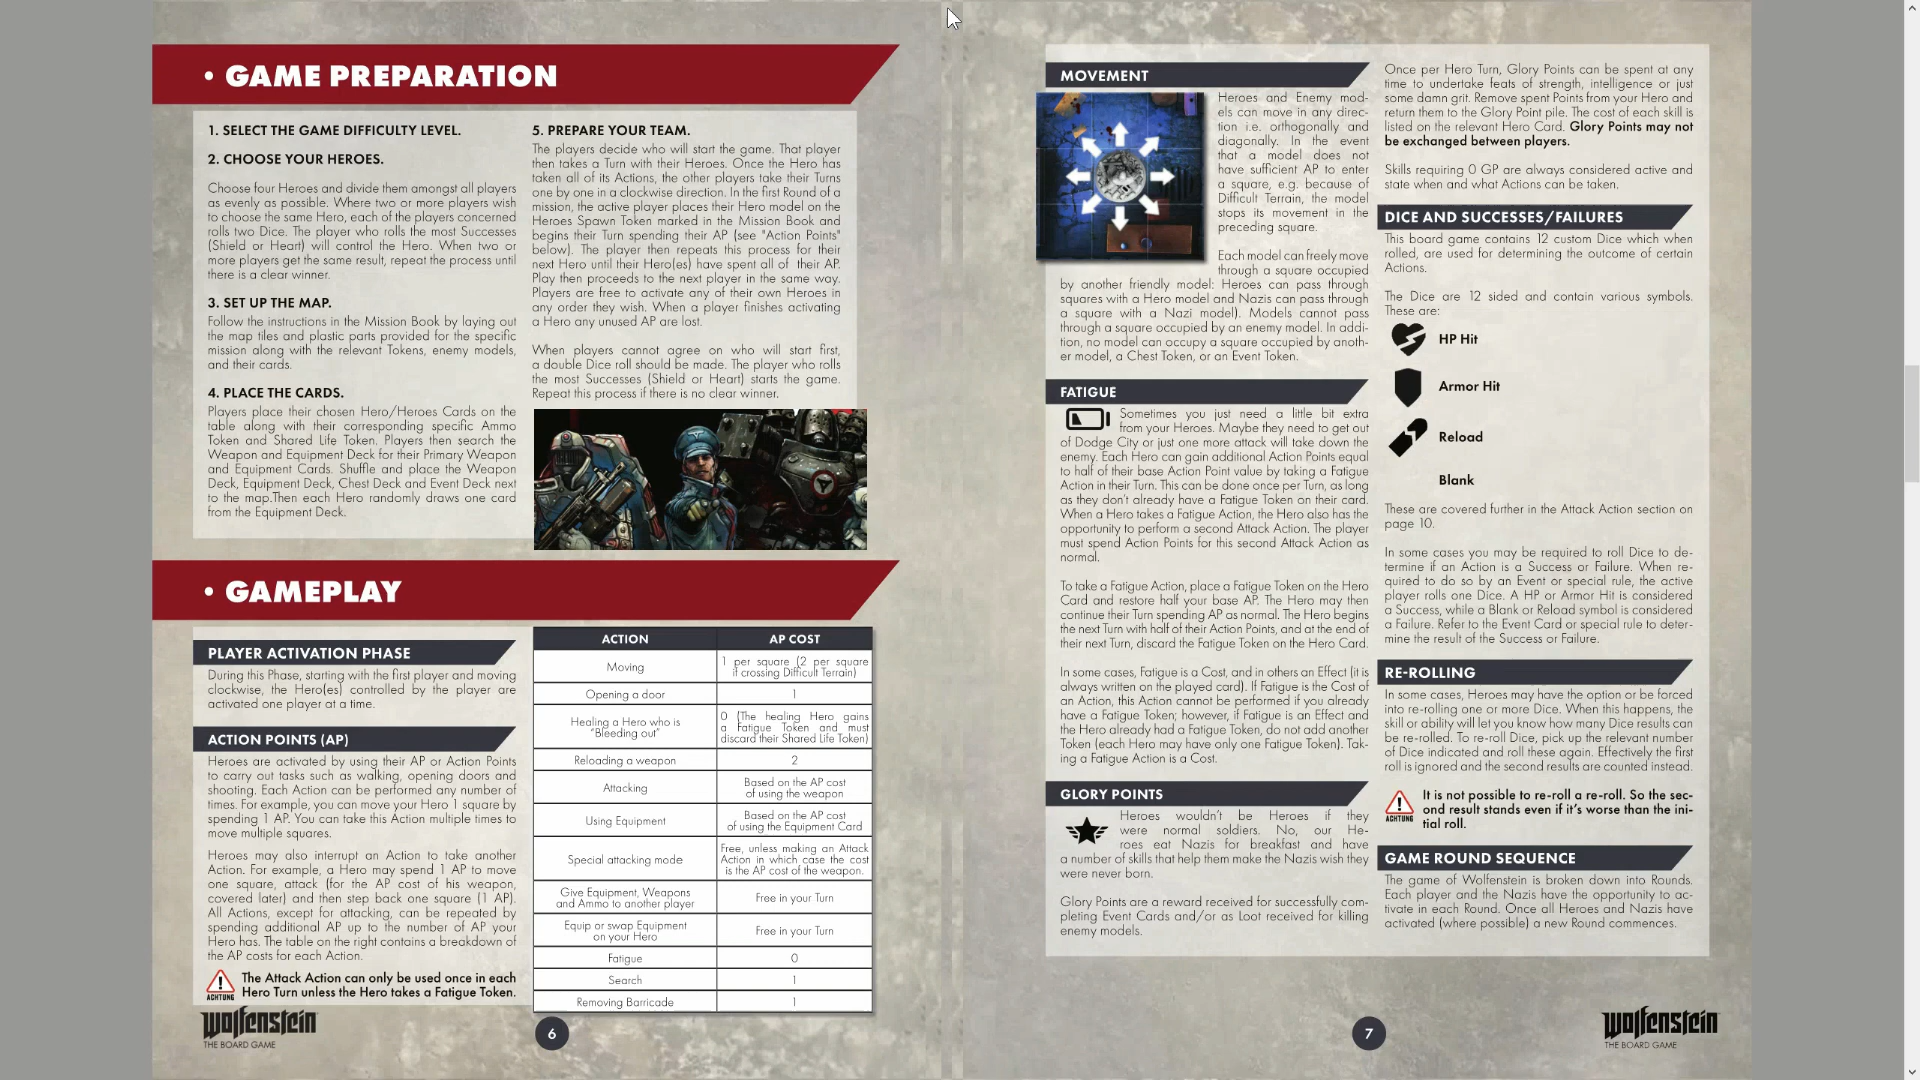 • GAME PREPARATION
1. SELECT THE GAME DIFFICULTY LEVEL.
2. CHOOSE YOUR HEROES.
Choose four Heroes and divide them amongst all players
as evenly as possible. Where two or more players wish
to choose the same Hero, each of the players concerned
rolls two Dice. The player who rolls the most Successes
(Shield or Heart) will control the Hero. When two or
more players get the same result, repeat the process until
there is a clear winner.
3. SET UP THE MAP.
Follow the instructions in the Mission Book by laying out
the map tiles and plastic parts provided for the specific
mission along with the relevant Tokens, enemy models,
and their cards.
4. PLACE THE CARDS.
Players place their chosen Hero/Heroes Cards on the
table along with their corresponding specific Ammo
Token and Shared Life Token. Players then search the
Weapon and Equipment Deck for their Primary Weapon
and Equipment Cards. Shuffle and place the Weapon
Deck, Equipment Deck, Chest Deck and Event Deck next
to the map.Then each Hero randomly draws one card
from the Equipment Deck.
5. PREPARE YOUR TEAM.
The players decide who will start the game. That player
then takes a Turn with their Heroes. Once the Hero has
taken all of its Actions, the other players take their Turns
one by one in a clockwise direction. In the first Round of a
mission, the active player places their Hero model on the
Heroes Spawn Token marked in the Mission Book and
begins their Turn spending their AP (see "Action Points"
below). The player then repeats this process for their
next Hero until their Hero(es) have spent all of their AP.
Play then proceeds to the next player in the same way.
Players are free to activate any of their own Heroes in
any order they wish. When a player finishes activating
a Hero any unused AP are lost.
When players cannot agree on who will start first,
a double Dice roll should be made. The player who rolls
the most Successes (Shield or Heart) starts the game.
Repeat this process if there is no clear winner.
• GAMEPLAY
PLAYER ACTIVATION PHASE
During this Phase, starting with the first player and moving
clockwise, the Hero(es) controlled by the player are
activated one player at a time.
ACTION POINTS (AP)
Heroes are activated by using their AP or Action Points
to carry out tasks such as walking, opening doors and
shooting. Each Action can be performed any number of
times. For example, you can move your Hero 1 square by
spending 1 AP. You can take this Action multiple times to
move multiple squares.
Heroes may also interrupt an Action to take another
Action. For example, a Hero may spend 1 AP to move
one square, attack (for the AP cost of his weapon,
covered later) and then step back one square (1 AP).
All Actions, except for attacking, can be repeated by
spending additional AP up to the number of AP your
Hero has. The table on the right contains a breakdown of
the AP costs for each Action.
ACHTUNG
The Attack Action can only be used once in each
Hero Turn unless the Hero takes a Fatigue Token.
ACTION AP COST
Moving 1 per square (2 per square
if crossing Difficult Terrain)
Opening a door 1
Healing a Hero who is
"Bleeding out"
0 (The healing Hero gains
a Fatigue Token and must
discard their Shared Life Token)
Reloading a weapon 2
Attacking Based on the AP cost
of using the weapon
Using Equipment Based on the AP cost
of using the Equipment Card
Special attacking mode Free, unless making an Attack
Action in which case the cost
is the AP cost of the weapon.
Give Equipment, Weapons
and Ammo to another player
Free in your Turn
Equip or swap Equipment
on your Hero
Free in your Turn
Fatigue 0
Search 1
Removing Barricade 1
Wolfenstein
THE BOARD GAME
6
MOVEMENT
Heroes and Enemy mod-
els can move in any direc-
tion i.e. orthogonally and
diagonally. In the event
that a model does not
have sufficient AP to enter
a square, e.g. because of
Difficult Terrain, the model
stops its movement in the
preceding square.
Each model can freely move
through a square occupied
by another friendly model: Heroes can pass through
squares with a Hero model and Nazis can pass through
a square with a Nazi model). Models cannot pass
through a square occupied by an enemy model. In addi-
tion, no model can occupy a square occupied by anoth-
er model, a Chest Token, or an Event Token.
FATIGUE
Sometimes you just need a little bit extra
from your Heroes. Maybe they need to get out
of Dodge City or just one more attack will take down the
enemy. Each Hero can gain additional Action Points equal
to half of their base Action Point value by taking a Fatigue
Action in their Turn. This can be done once per Turn, as long
as they don't already have a Fatigue Token on their card.
When a Hero takes a Fatigue Action, the Hero also has the
opportunity to perform a second Attack Action. The player
must spend Action Points for this second Attack Action as
normal.
To take a Fatigue Action, place a Fatigue Token on the Hero
Card and restore half your base AP. The Hero may then
continue their Turn spending AP as normal. The Hero begins
the next Turn with half of their Action Points, and at the end of
their next Turn, discard the Fatigue Token on the Hero Card.
In some cases, Fatigue is a Cost, and in others an Effect (it is
always written on the played card). If Fatigue is the Cost of
an Action, this Action cannot be performed if you already
have a Fatigue Token; however, if Fatigue is an Effect and
the Hero already had a Fatigue Token, do not add another
Token (each Hero may have only one Fatigue Token). Tak-
ing a Fatigue Action is a Cost.
GLORY POINTS
Heroes wouldn't be Heroes if they
were normal soldiers. No, our He-
roes eat Nazis for breakfast and have
a number of skills that help them make the Nazis wish they
were never born.
Glory Points are a reward received for successfully com-
pleting Event Cards and/or as Loot received for killing
enemy models.
Once per Hero Turn, Glory Points can be spent at any
time to undertake feats of strength, intelligence or just
some damn grit. Remove spent Points from your Hero and
return them to the Glory Point pile. The cost of each skill is
listed on the relevant Hero Card. Glory Points may not
be exchanged between players.
Skills requiring 0 GP are always considered active and
state when and what Actions can be taken.
DICE AND SUCCESSES/FAILURES
This board game contains 12 custom Dice which when
rolled, are used for determining the outcome of certain
Actions.
The Dice are 12 sided and contain various symbols.
These are:
HP Hit
Armor Hit
Reload
Blank
These are covered further in the Attack Action section on
page 10.
In some cases you may be required to roll Dice to de-
termine if an Action is a Success or Failure. When re-
quired to do so by an Event or special rule, the active
player rolls one Dice. A HP or Armor Hit is considered
a Success, while a Blank or Reload symbol is considered
a Failure. Refer to the Event Card or special rule to deter-
mine the result of the Success or Failure.
RE-ROLLING
In some cases, Heroes may have the option or be forced
into re-rolling one or more Dice. When this happens, the
skill or ability will let you know how many Dice results can
be re-rolled. To re-roll Dice, pick up the relevant number
of Dice indicated and roll these again. Effectively the first
roll is ignored and the second results are counted instead.
ACHTUNG
It is not possible to re-roll a re-roll. So the sec-
ond result stands even if it's worse than the ini-
tial roll.
GAME ROUND SEQUENCE
The game of Wolfenstein is broken down into Rounds.
Each player and the Nazis have the opportunity to ac-
tivate in each Round. Once all Heroes and Nazis have
activated (where possible) a new Round commences.
7
Wolfenstein
THE BOARD GAME